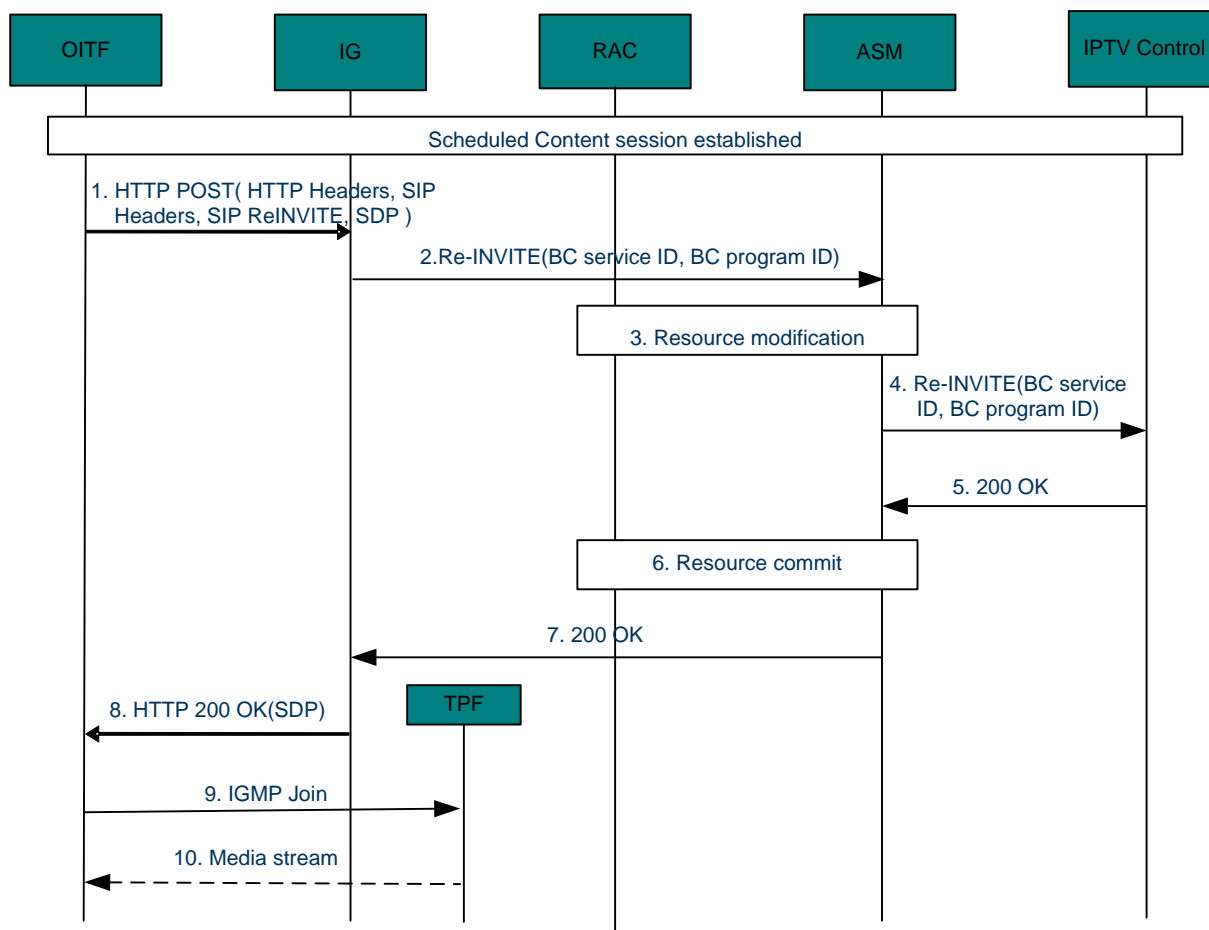 OITF
IG
RAC
ASM
IPTV Control
Scheduled Content session established
1. HTTP POST( HTTP Headers, SIP
Headers, SIP ReINVITE, SDP )
2.Re-INVITE(BC service ID, BC program ID)
3. Resource modification
4. Re-INVITE(BC service
ID, BC program ID)
5. 200 OK
6. Resource commit
7. 200 OK
8. HTTP 200 OK(SDP)
TPF
9. IGMP Join
10. Media stream